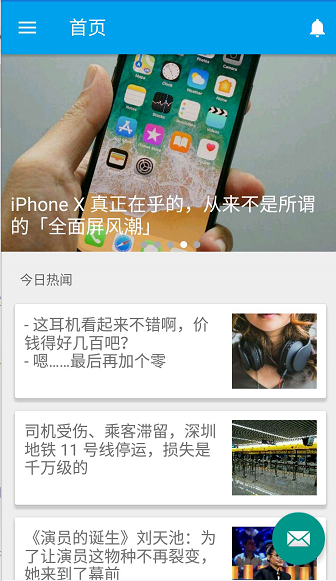 首页
iPhone X 真正在乎的，从来不是所谓
的「全面屏风潮」
今日热闻
- 这耳机看起来不错啊，价
钱得好几百吧？
- 嗯……最后再加个零
司机受伤、乘客滞留，深圳
地铁 11 号线停运，损失是
千万级的
《演员的诞生》刘天池：为
了让演员这物种不再裂变，
她来到了幕前